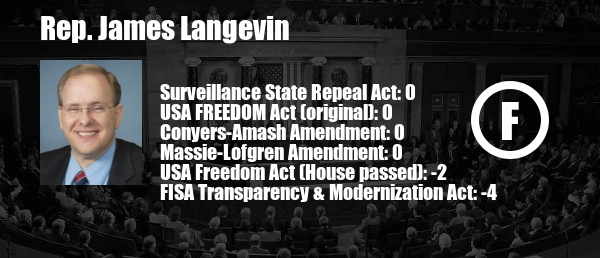 Rep. James Langevin
Surveillance State Repeal Act: 0
USA FREEDOM Act (original): 0
Conyers-Amash Amendment: 0
Massie-Lofgren Amendment: 0
USA Freedom Act (House passed): -2
FISA Transparency & Modernization Act: -4
F